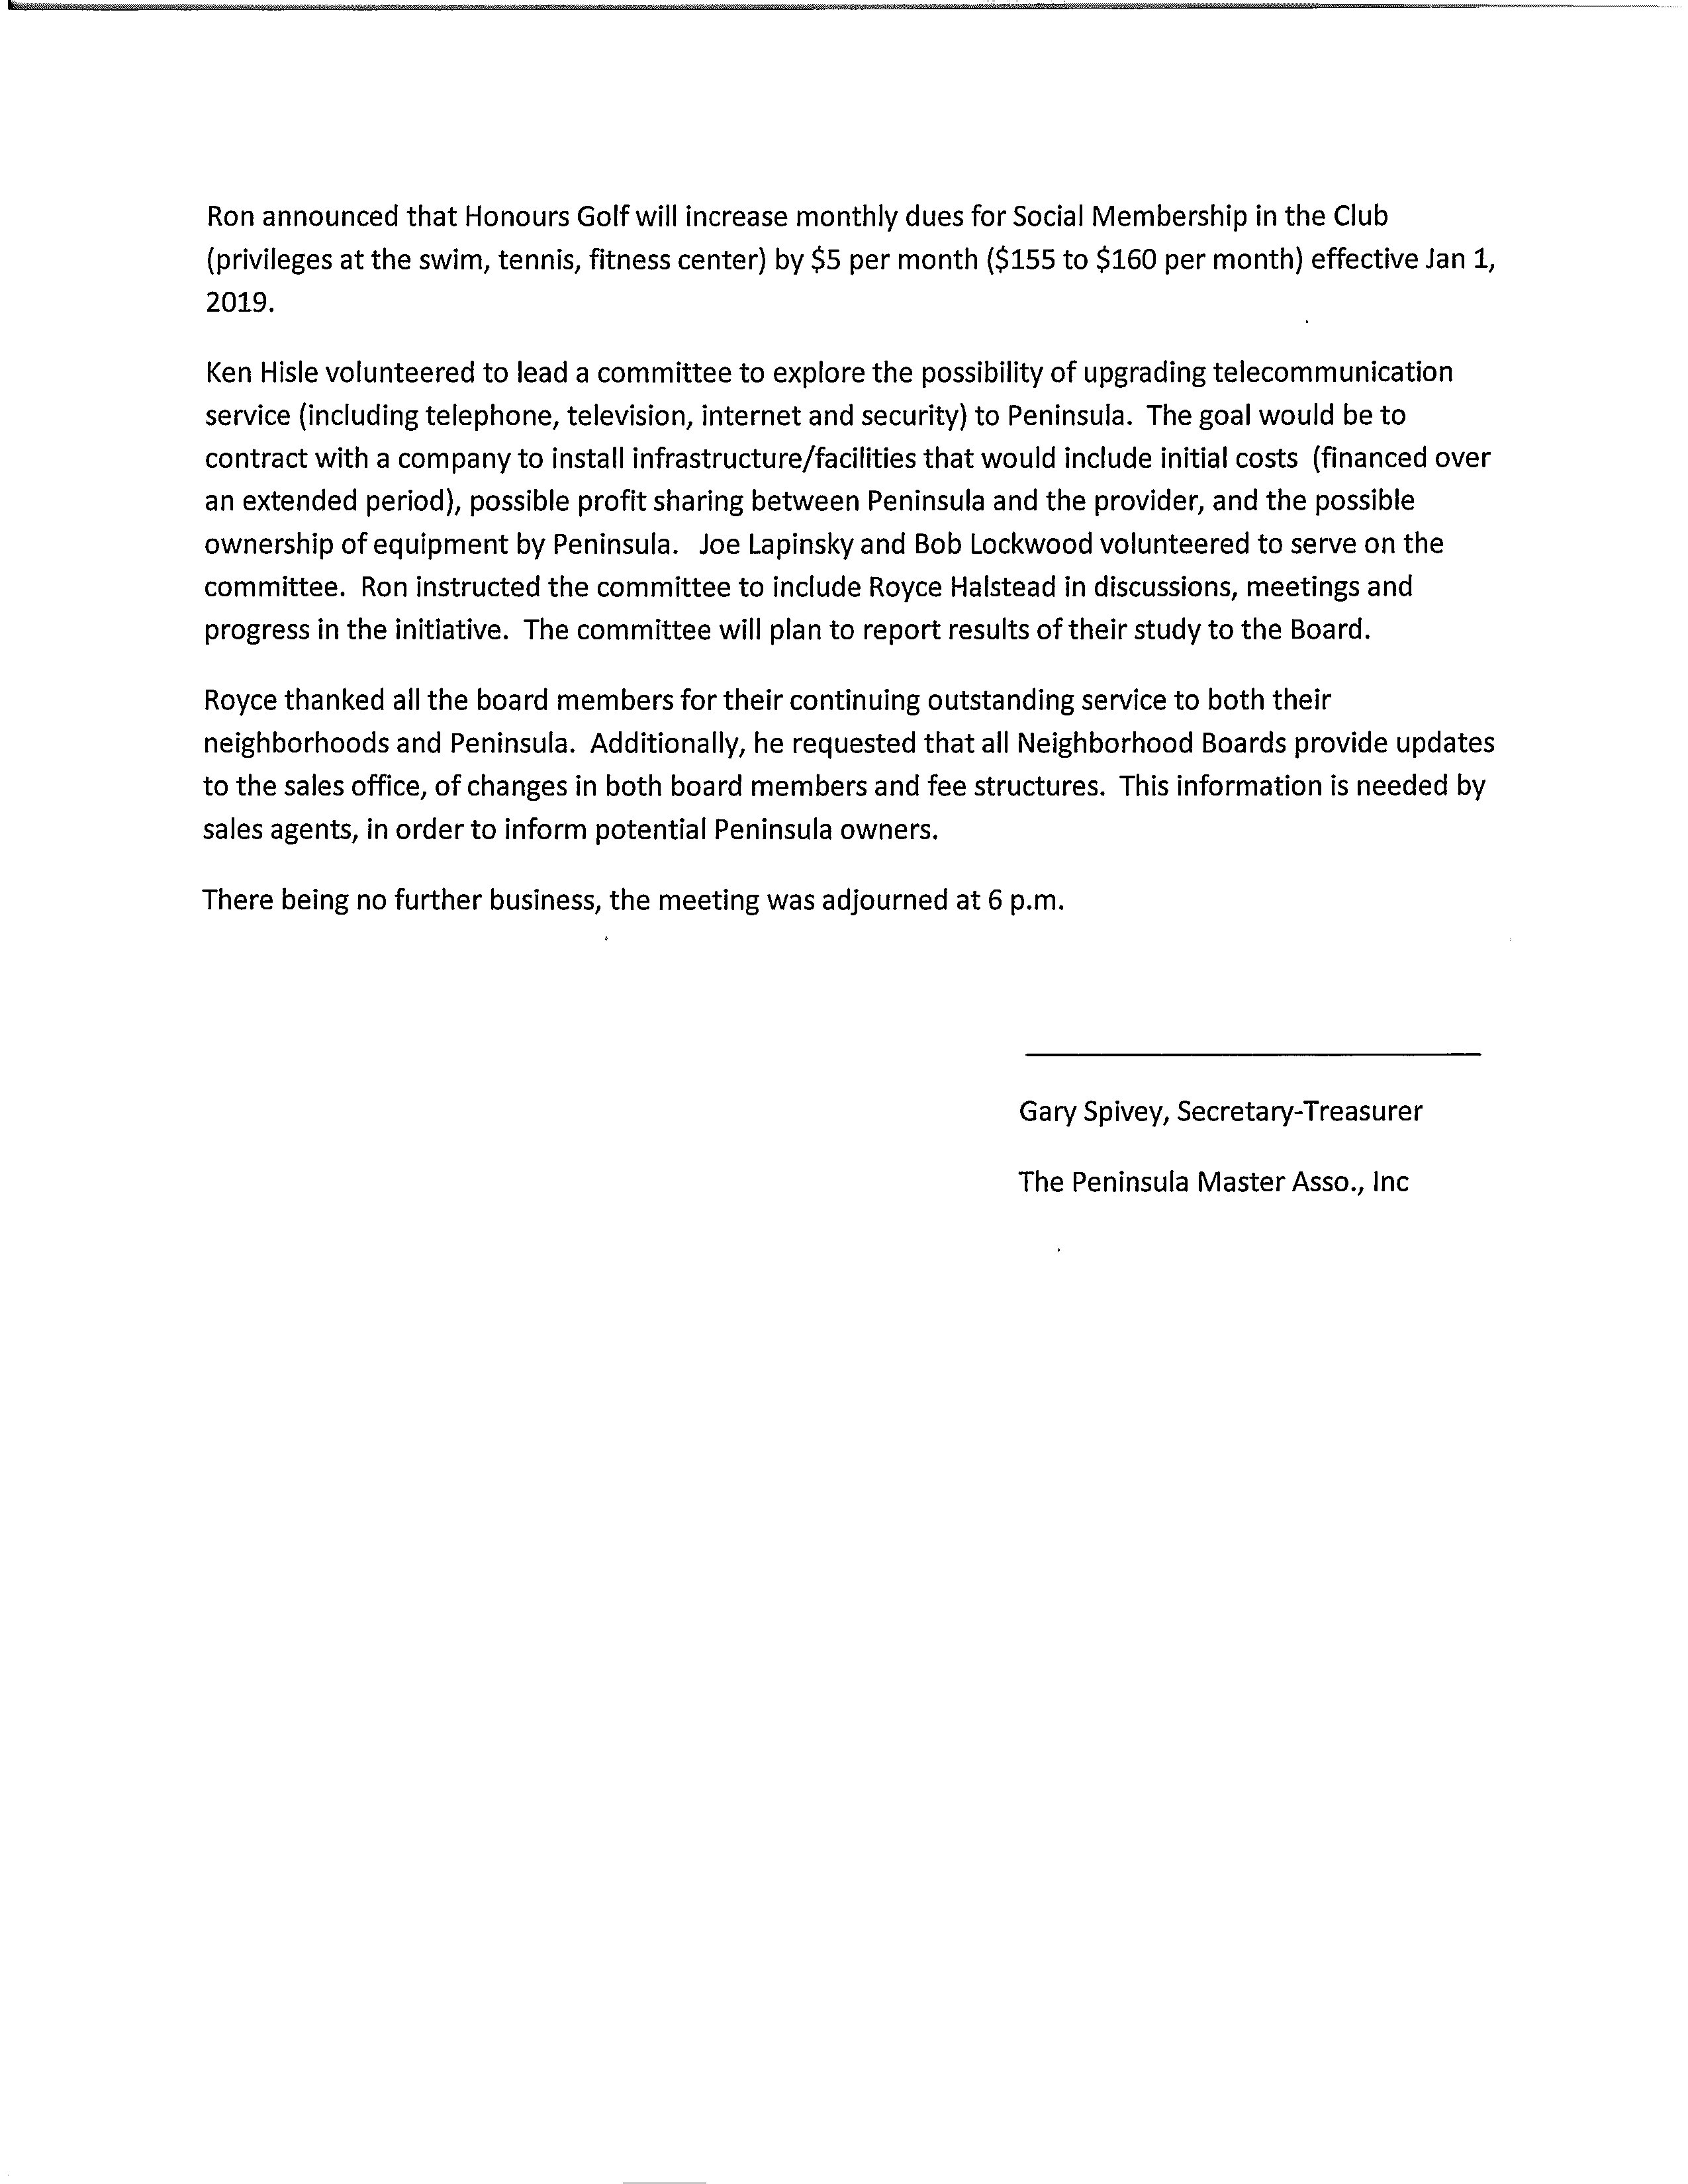 Ron announced that Honours Golf will increase monthly dues for Social Membership in the Club
(privileges at the swim, tennis, fitness center) by $5 per month ($155 to $160 per month) effective Jan 1,
2019.
Ken Hisle volunteered to lead a committee to explore the possibility of upgrading telecommunication
service (including telephone, television, internet and security) to Peninsula. The goal would be to
contract with a company to install infrastructure/facilities that would include initial costs (financed over
an extended period), possible profit sharing between Peninsula and the provider, and the possible
ownership of equipment by Peninsula. Joe Lapinsky and Bob Lockwood volunteered to serve on the
committee. Ron instructed the committee to include Royce Halstead in discussions, meetings and
progress in the initiative. The committee will plan to report results of their study to the Board.
Royce thanked all the board members for their continuing outstanding service to both their
neighborhoods and Peninsula. Additionally, he requested that all Neighborhood Boards provide updates
to the sales office, of changes in both board members and fee structures. This information is needed by
sales agents, in order to inform potential Peninsula owners.
There being no further business, the meeting was adjourned at 6 p.m.
Gary Spivey, Secretary-Treasurer
The Peninsula Master Asso., Inc